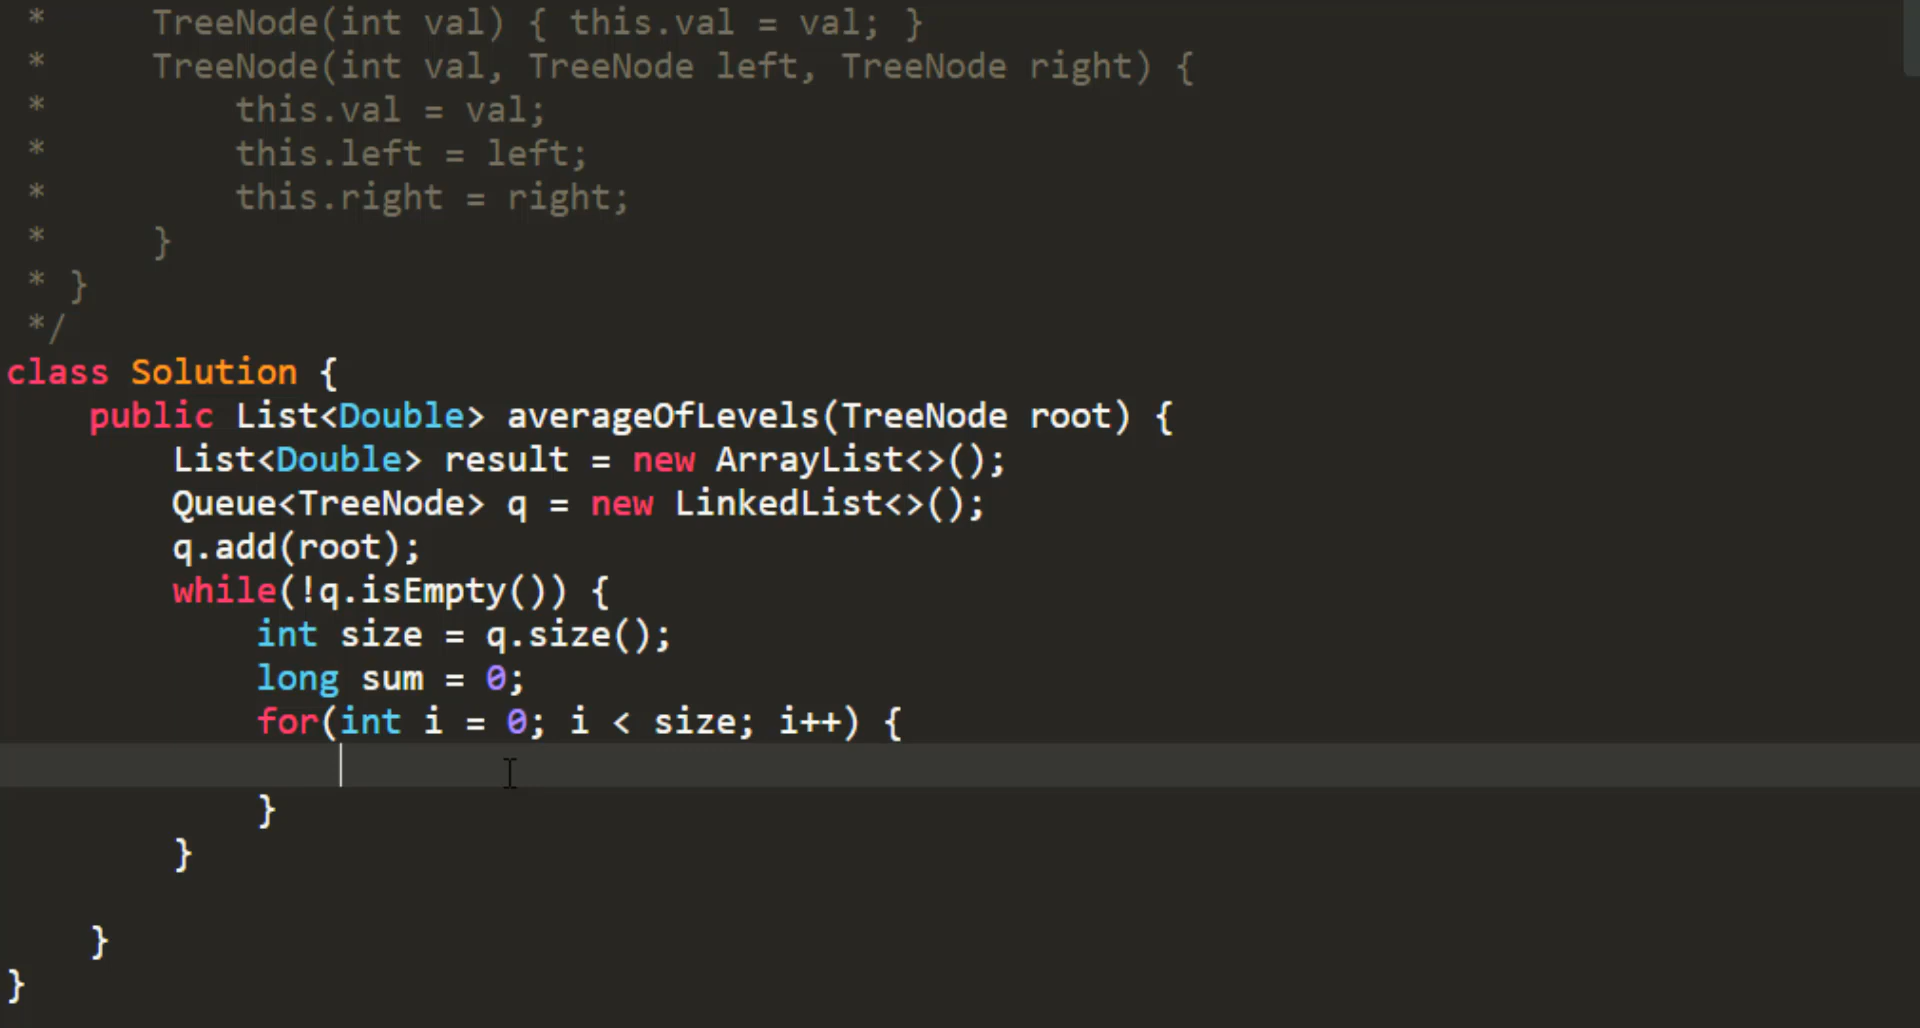 *     TreeNode(int val) { this.val = val; }
 *     TreeNode(int val, TreeNode left, TreeNode right) {
 *         this.val = val;
 *         this.left = left;
 *         this.right = right;
 *     }
 * }
 */
class Solution {
    public List<Double> averageOfLevels(TreeNode root) {
        List<Double> result = new ArrayList<>();
        Queue<TreeNode> q = new LinkedList<>();
        q.add(root);
        while(!q.isEmpty()) {
            int size = q.size();
            long sum = 0;
            for(int i = 0; i < size; i++) {
            }
        }
    }
}